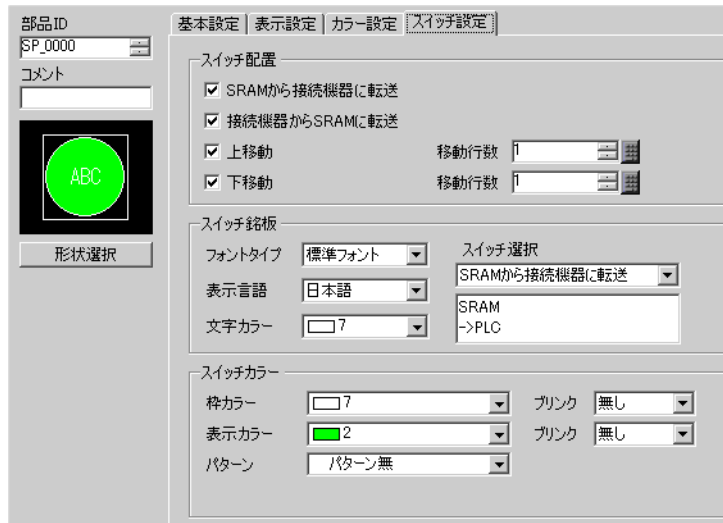 部品ID
SP_0000
コメント
ABC
形状選択
基本設定 表示設定 カラー設定 スイッチ設定
スイッチ配置
SRAMから接続機器に転送
接続機器からSRAMに転送
上移動 移動行数 1
下移動 移動行数 1
スイッチ銘板
フォントタイプ 標準フォント
表示言語 日本語
文字カラー 7
スイッチ選択
SRAMから接続機器に転送
SRAM
->PLC
スイッチカラー
枠カラー 7 ブリンク 無し
表示カラー 2 ブリンク 無し
パターン パターン無